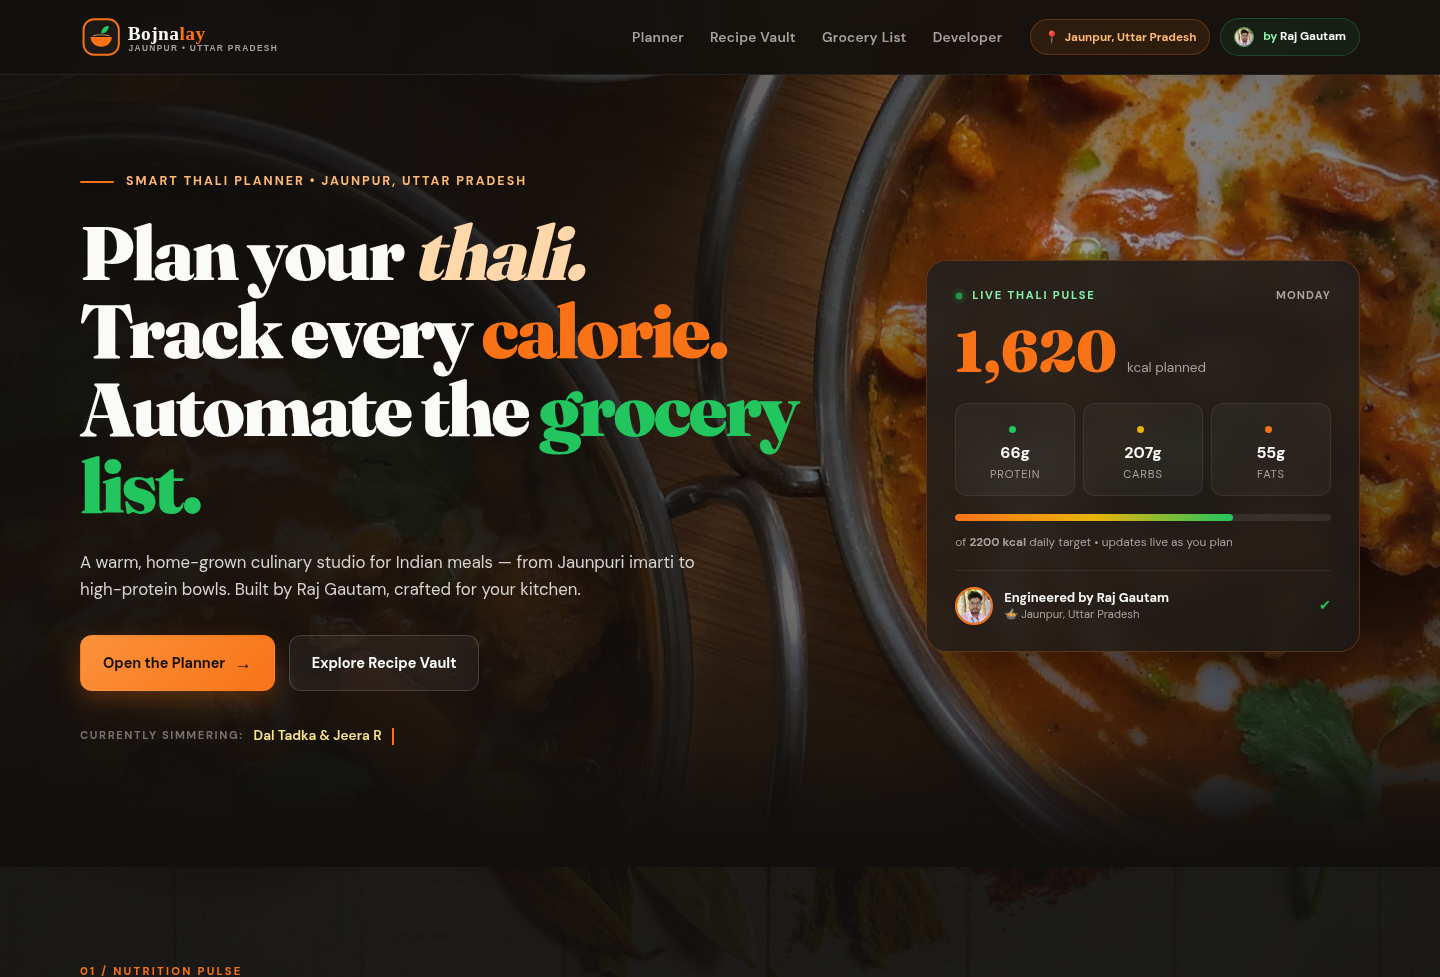 Bojnalay
JAUNPUR • UTTAR PRADESH
Planner
Recipe Vault
Grocery List
Developer
Jaunpur, Uttar Pradesh
by Raj Gautam
SMART THALI PLANNER • JAUNPUR, UTTAR PRADESH
Plan your thali.
Track every calorie.
Automate the grocery
list.
A warm, home-grown culinary studio for Indian meals — from Jaunpuri imarti to
high-protein bowls. Built by Raj Gautam, crafted for your kitchen.
Open the Planner →
Explore Recipe Vault
CURRENTLY SIMMERING: Dal Tadka & Jeera R
LIVE THALI PULSE
MONDAY
1,620 kcal planned
66g
PROTEIN
207g
CARBS
55g
FATS
of 2200 kcal daily target • updates live as you plan
Engineered by Raj Gautam
Jaunpur, Uttar Pradesh
✔
01 / NUTRITION PULSE